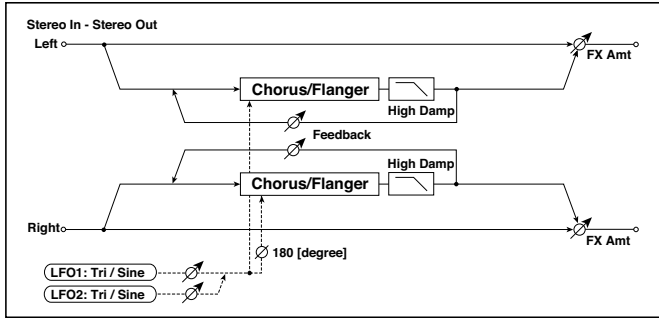 Stereo In - Stereo Out
Left
FX Amt
Chorus/Flanger
High Damp
Feedback
High Damp
Chorus/Flanger
Right
FX Amt
180 [degree]
LFO1: Tri / Sine
LFO2: Tri / Sine